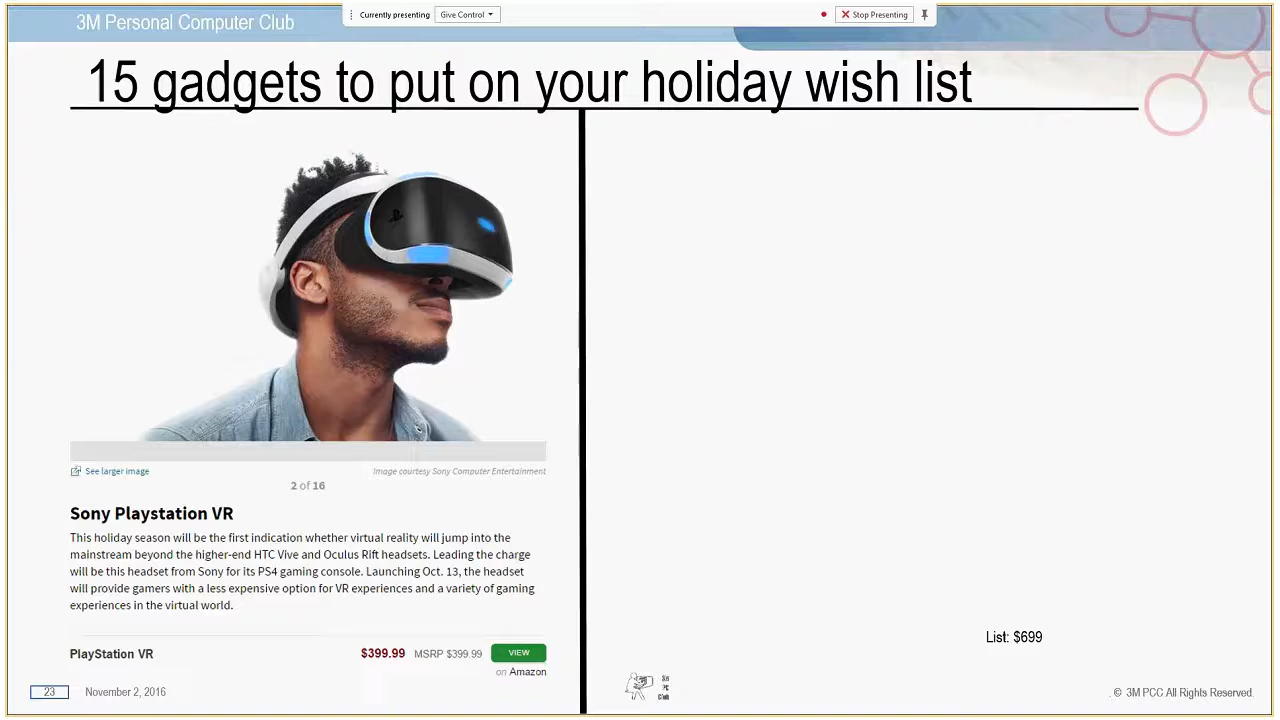 3M Personal Computer Club
Currently presenting
Give Control
Stop Presenting
15 gadgets to put on your holiday wish list
See larger image
Image courtesy Sony Computer Entertainment
2 of 16
Sony Playstation VR
This holiday season will be the first indication whether virtual reality will jump into the
mainstream beyond the higher-end HTC Vive and Oculus Rift headsets. Leading the
charge will be this headset from Sony for its PS4 gaming console. Launching Oct. 13, the headset
will provide gamers with a less expensive option for VR experiences and a variety of gaming
experiences in the virtual world.
PlayStation VR
$399.99 MSRP $399.99 VIEW
on Amazon
List: $699
23 November 2, 2016
3M
PC
Club
. © 3M PCC All Rights Reserved.